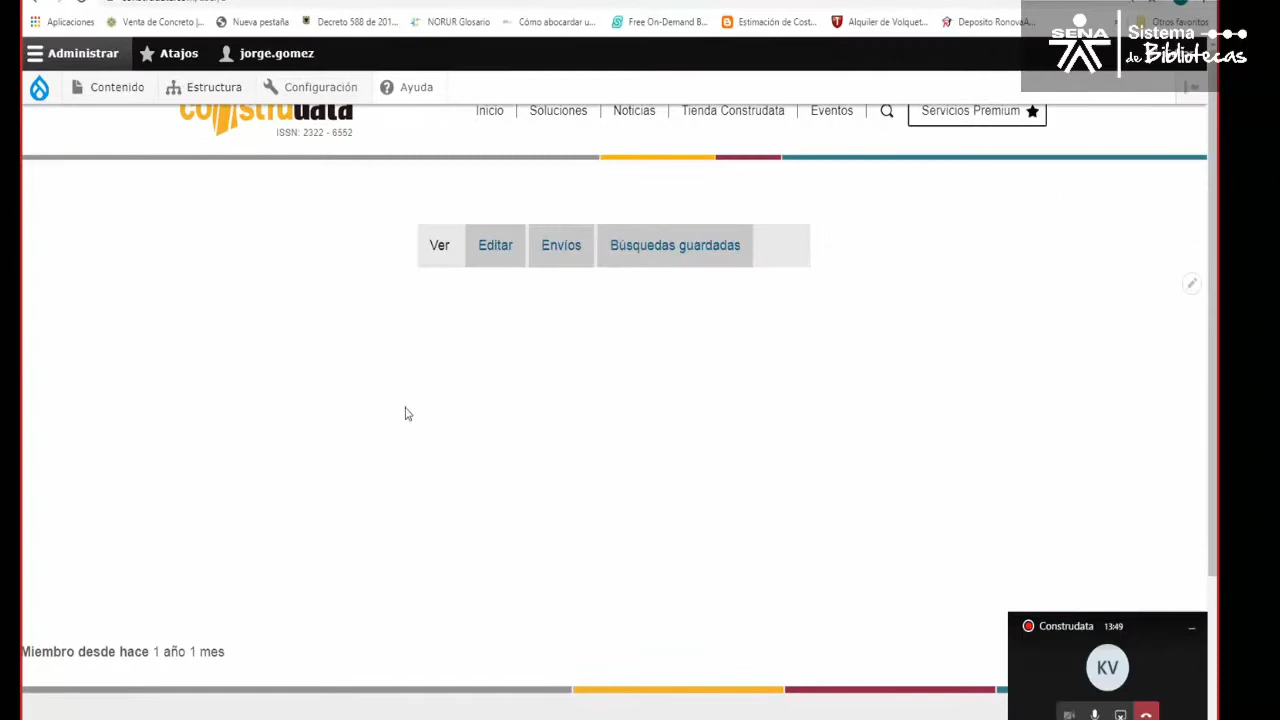 Aplicaciones Venta de Concreto |... Nueva pestaña Decreto 588 de 201... NORUR Glosario Cómo abocardar u... Free On-Demand B... Estimación de Cost... Alquiler de Volquet... Deposito RonovaA... Otros favoritos
SENA Sistema de Bibliotecas
Administrar Atajos jorge.gomez
Contenido Estructura Configuración Ayuda
construdata
ISSN: 2322 - 6552
Inicio Soluciones Noticias Tienda Construdata Eventos Servicios Premium
Ver Editar Envíos Búsquedas guardadas
Construdata 13:49
KV
Miembro desde hace 1 año 1 mes